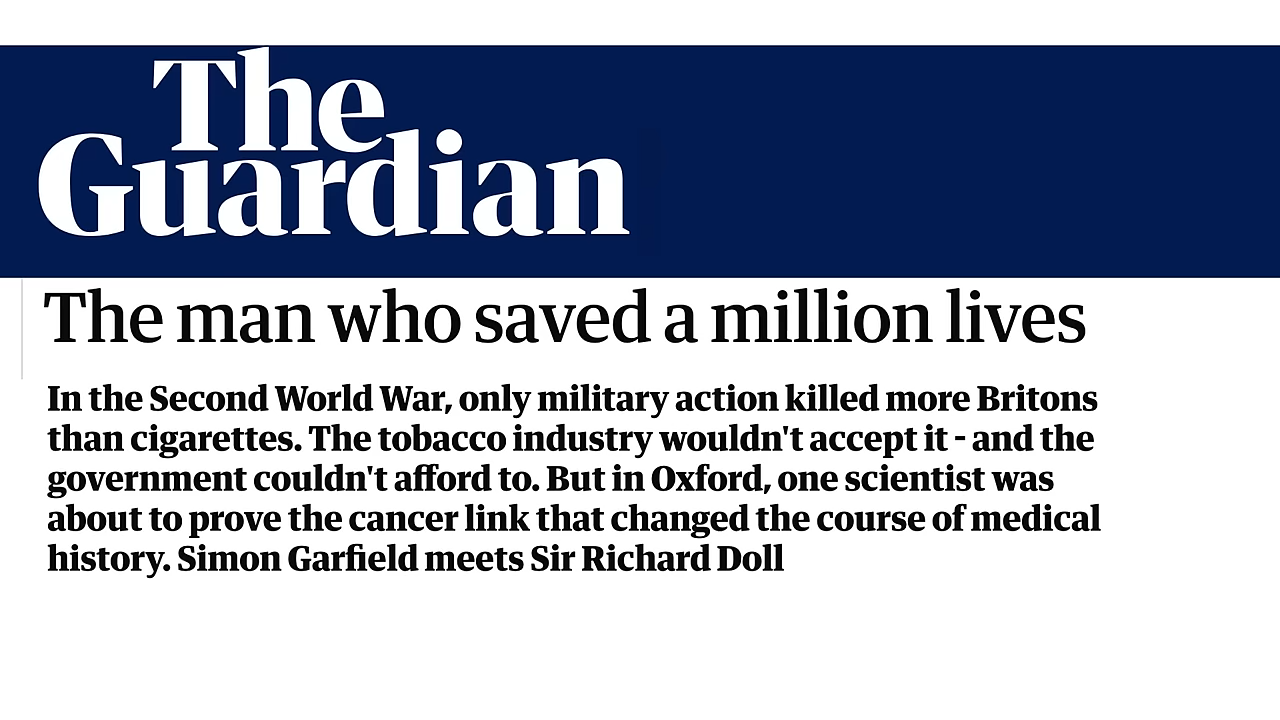 The
Guardian
The man who saved a million lives
In the Second World War, only military action killed more Britons
than cigarettes. The tobacco industry wouldn't accept it - and the
government couldn't afford to. But in Oxford, one scientist was
about to prove the cancer link that changed the course of medical
history. Simon Garfield meets Sir Richard Doll